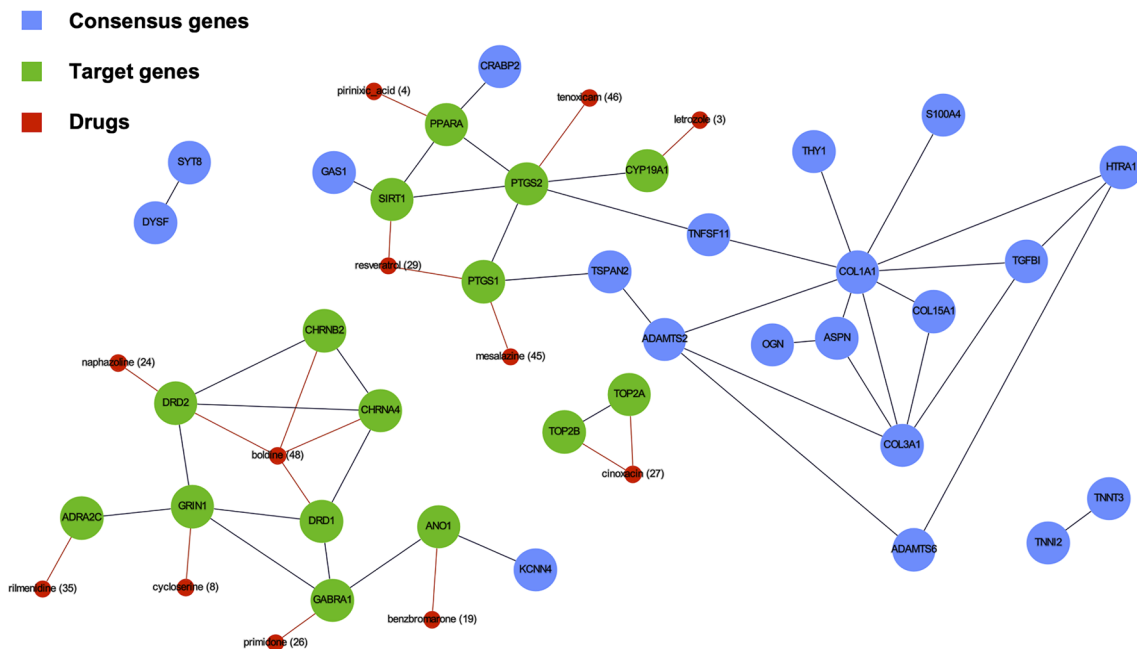 Consensus genes
Target genes
Drugs
CRABP2
pirinixic_acid (4)
tenoxicam (46)
S100A4
letrozole (3)
PPARA
THY1
SYT8
HTRA1
GAS1
CYP19A1
PTGS2
SIRT1
DYSF
TNFSF11
TGFBI
resveratrol (29)
TSPAN2
COL1A1
PTGS1
COL15A1
CHRNB2
ADAMTS2
OGN
ASPN
mesalazine (45)
naphazoline (24)
TOP2A
DRD2
CHRNA4
TOP2B
COL3A1
boldine (48)
cinoxacin (27)
TNNT3
GRIN1
ADRA2C
DRD1
ANO1
TNNI2
ADAMTS6
KCNN4
rilmenidine (35)
cycloserine (8)
GABRA1
benzbromarone (19)
primidone (26)